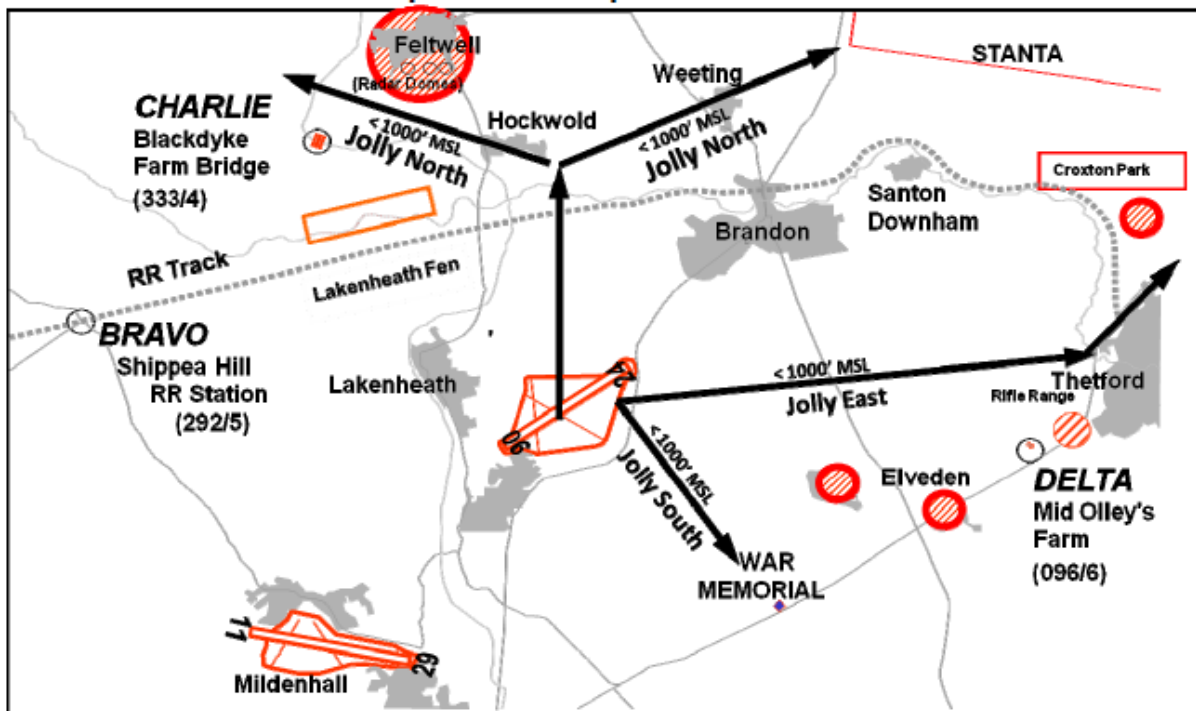 Feltwell
(Radar Domes)
STANTA
Weeting
CHARLIE
Blackdyke
Farm Bridge
(333/4)
<1000' MSL
Jolly North
Hockwold
<1000' MSL
Jolly North
Croxton Park
Santon
Downham
Brandon
RR Track
Lakenheath Fen
BRAVO
Shippea Hill
RR Station
(292/5)
Lakenheath
24
06
<1000' MSL
Jolly East
Thetford
Rifle Range
<1000' MSL
Jolly South
Elveden
DELTA
Mid Olley's
Farm
(096/6)
WAR
MEMORIAL
11
29
Mildenhall